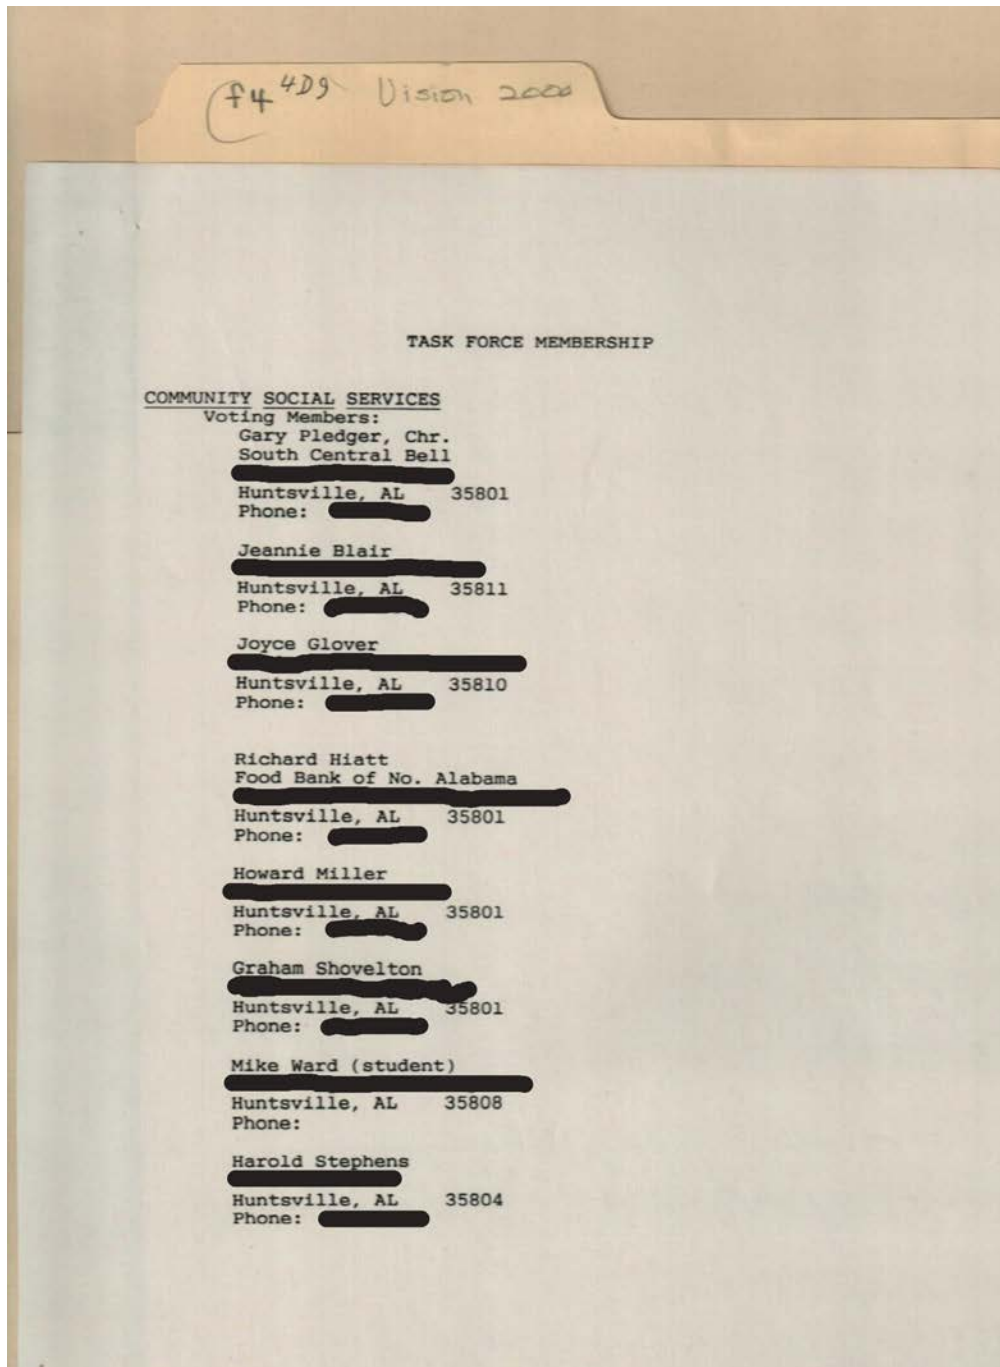 f4 4D9 Vision 2000
TASK FORCE MEMBERSHIP
COMMUNITY SOCIAL SERVICES
Voting Members:
Gary Pledger, Chr.
South Central Bell
Huntsville, AL 35801
Phone:
Jeannie Blair
Huntsville, AL 35811
Phone:
Joyce Glover
Huntsville, AL 35810
Phone:
Richard Hiatt
Food Bank of No. Alabama
Huntsville, AL 35801
Phone:
Howard Miller
Huntsville, AL 35801
Phone:
Graham Shovelton
Huntsville, AL 35801
Phone:
Mike Ward (student)
Huntsville, AL 35808
Phone:
Harold Stephens
Huntsville, AL 35804
Phone: